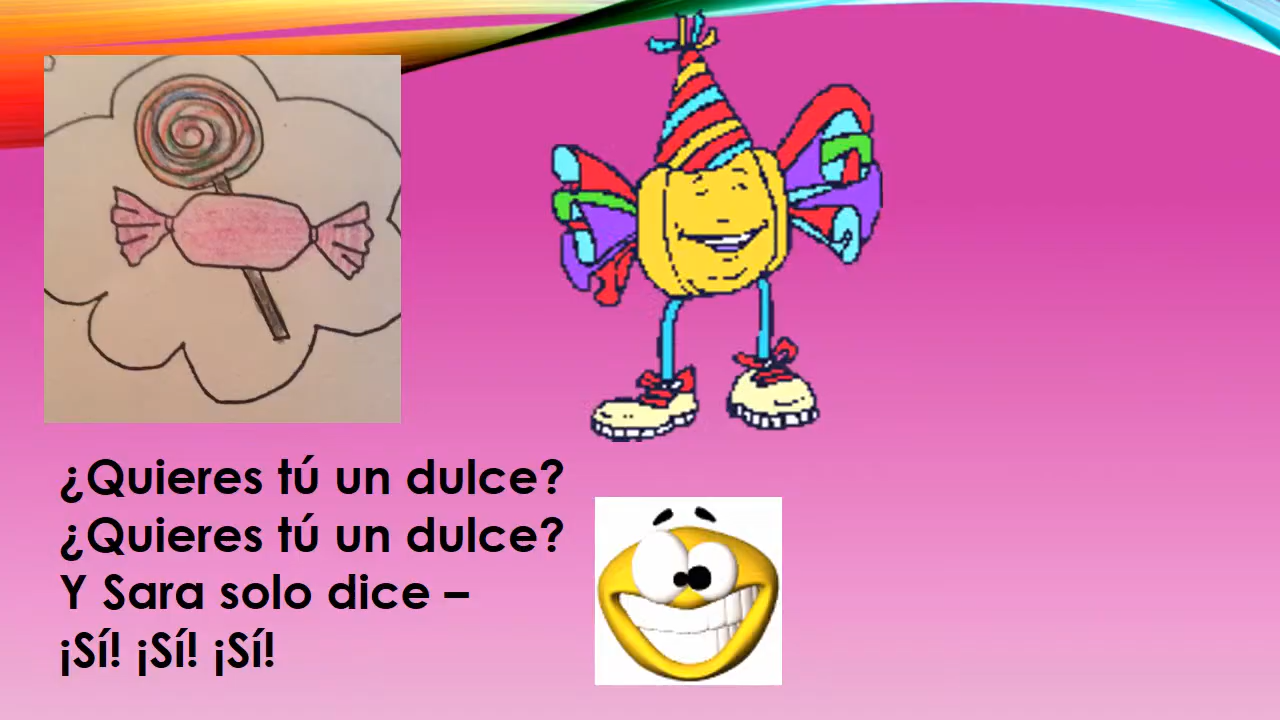 ¿Quieres tú un dulce?
¿Quieres tú un dulce?
Y Sara solo dice –
¡Sí! ¡Sí! ¡Sí!